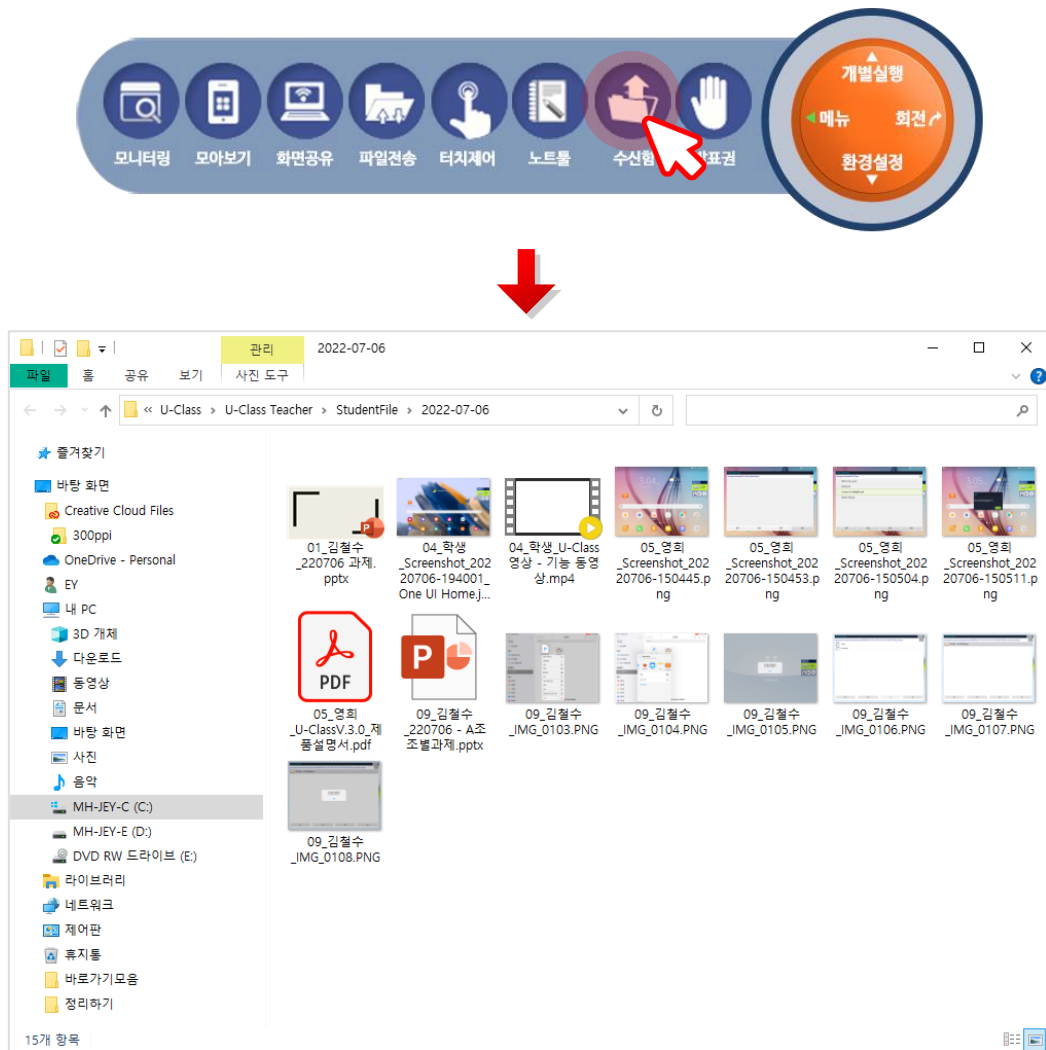 개별실행
메뉴 회전
환경설정
모니터링 모아보기 화면공유 파일전송 터치제어 노트툴 수신함 발표권
관리 2022-07-06
파일 홈 공유 보기 사진 도구
« U-Class › U-Class Teacher › StudentFile › 2022-07-06
즐겨찾기
바탕 화면
Creative Cloud Files
300ppi
OneDrive - Personal
EY
내 PC
3D 개체
다운로드
동영상
문서
바탕 화면
사진
음악
MH-JEY-C (C:)
MH-JEY-E (D:)
DVD RW 드라이브 (E:)
라이브러리
네트워크
제어판
휴지통
바로가기모음
정리하기
01_김철수
_220706 과제.
pptx
04_학생
_Screenshot_202
20706-194001_
One UI Home.j...
04_학생_U-Class
영상 - 기능 동영
상.mp4
05_영희
_Screenshot_202
20706-150445.p
ng
05_영희
_Screenshot_202
20706-150453.p
ng
05_영희
_Screenshot_202
20706-150504.p
ng
05_영희
_Screenshot_202
20706-150511.p
ng
PDF
05_영희
_U-ClassV.3.0_제
품설명서.pdf
P
09_김철수
_220706 - A조
조별과제.pptx
09_김철수
_IMG_0103.PNG
09_김철수
_IMG_0104.PNG
09_김철수
_IMG_0105.PNG
09_김철수
_IMG_0106.PNG
09_김철수
_IMG_0107.PNG
09_김철수
_IMG_0108.PNG
15개 항목